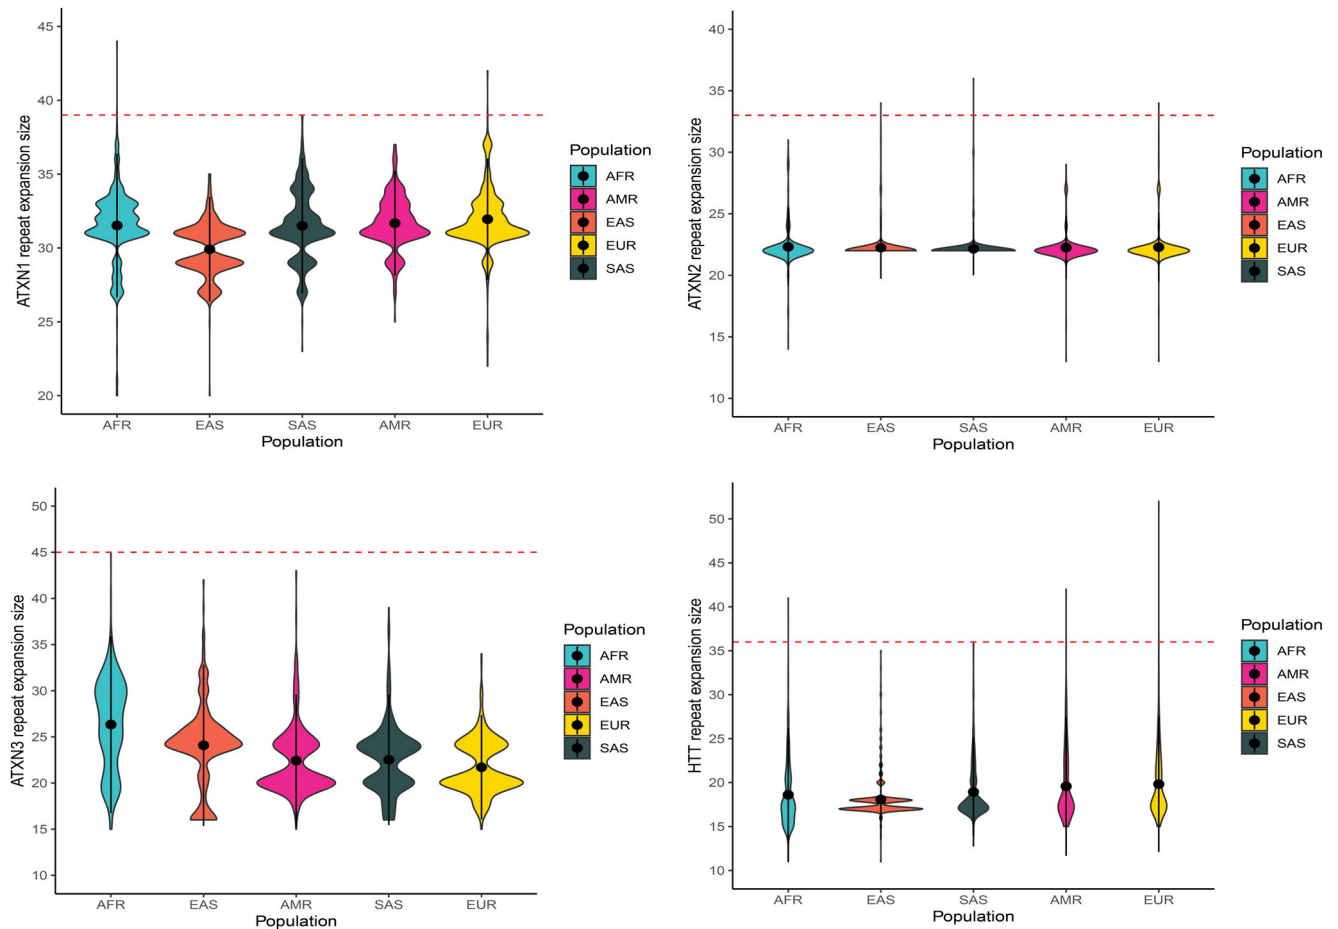 45
40
35
30
25
20
ATXN1 repeat expansion size
AFR
EAS
SAS
AMR
EUR
Population
Population
AFR
AMR
EAS
EUR
SAS
40
35
30
25
20
15
10
ATXN2 repeat expansion size
AFR
EAS
SAS
AMR
EUR
Population
Population
AFR
AMR
EAS
EUR
SAS
50
45
40
35
30
25
20
15
10
ATXN3 repeat expansion size
AFR
EAS
AMR
SAS
EUR
Population
Population
AFR
AMR
EAS
EUR
SAS
50
45
40
35
30
25
20
15
10
HTT repeat expansion size
AFR
EAS
SAS
AMR
EUR
Population
Population
AFR
AMR
EAS
EUR
SAS